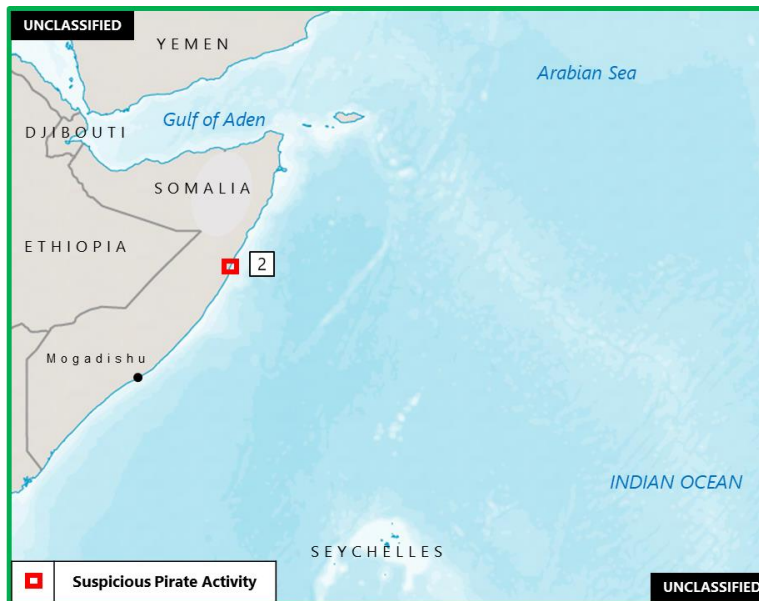 UNCLASSIFIED
YEMEN
Arabian Sea
Gulf of Aden
DJIBOUTI
SOMALIA
ETHIOPIA
2
Mogadishu
INDIAN OCEAN
SEYCHELLES
Suspicious Pirate Activity
UNCLASSIFIED